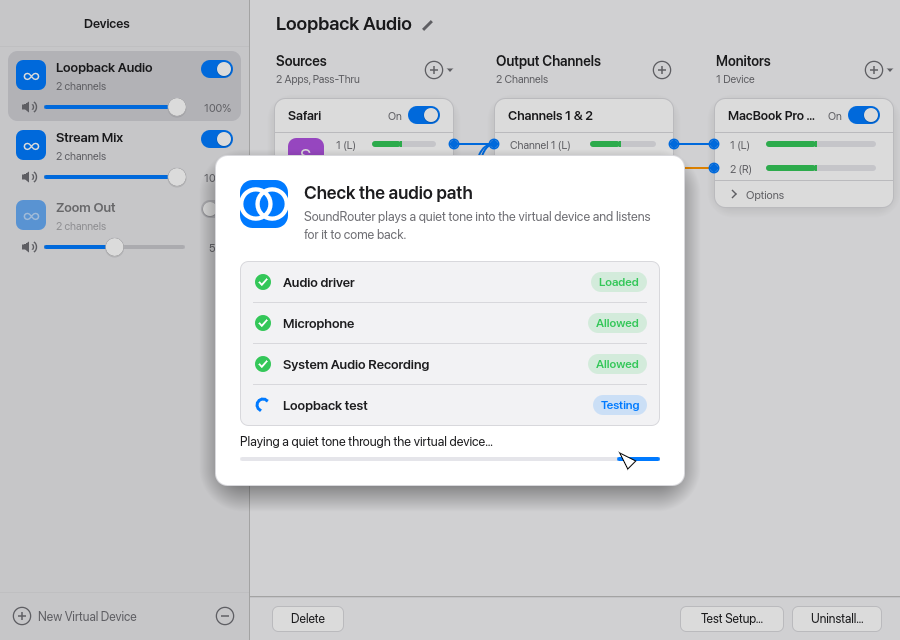 Devices
Loopback Audio
2 channels
100%
Stream Mix
2 channels
Zoom Out
2 channels
New Virtual Device
Loopback Audio
Sources
2 Apps, Pass-Thru
Output Channels
2 Channels
Monitors
1 Device
Safari
On
1 (L)
Channels 1 & 2
Channel 1 (L)
MacBook Pro ...
On
1 (L)
2 (R)
Options
Check the audio path
SoundRouter plays a quiet tone into the virtual device and listens
for it to come back.
Audio driver
Loaded
Microphone
Allowed
System Audio Recording
Allowed
Loopback test
Testing
Playing a quiet tone through the virtual device...
Delete
Test Setup...
Uninstall...